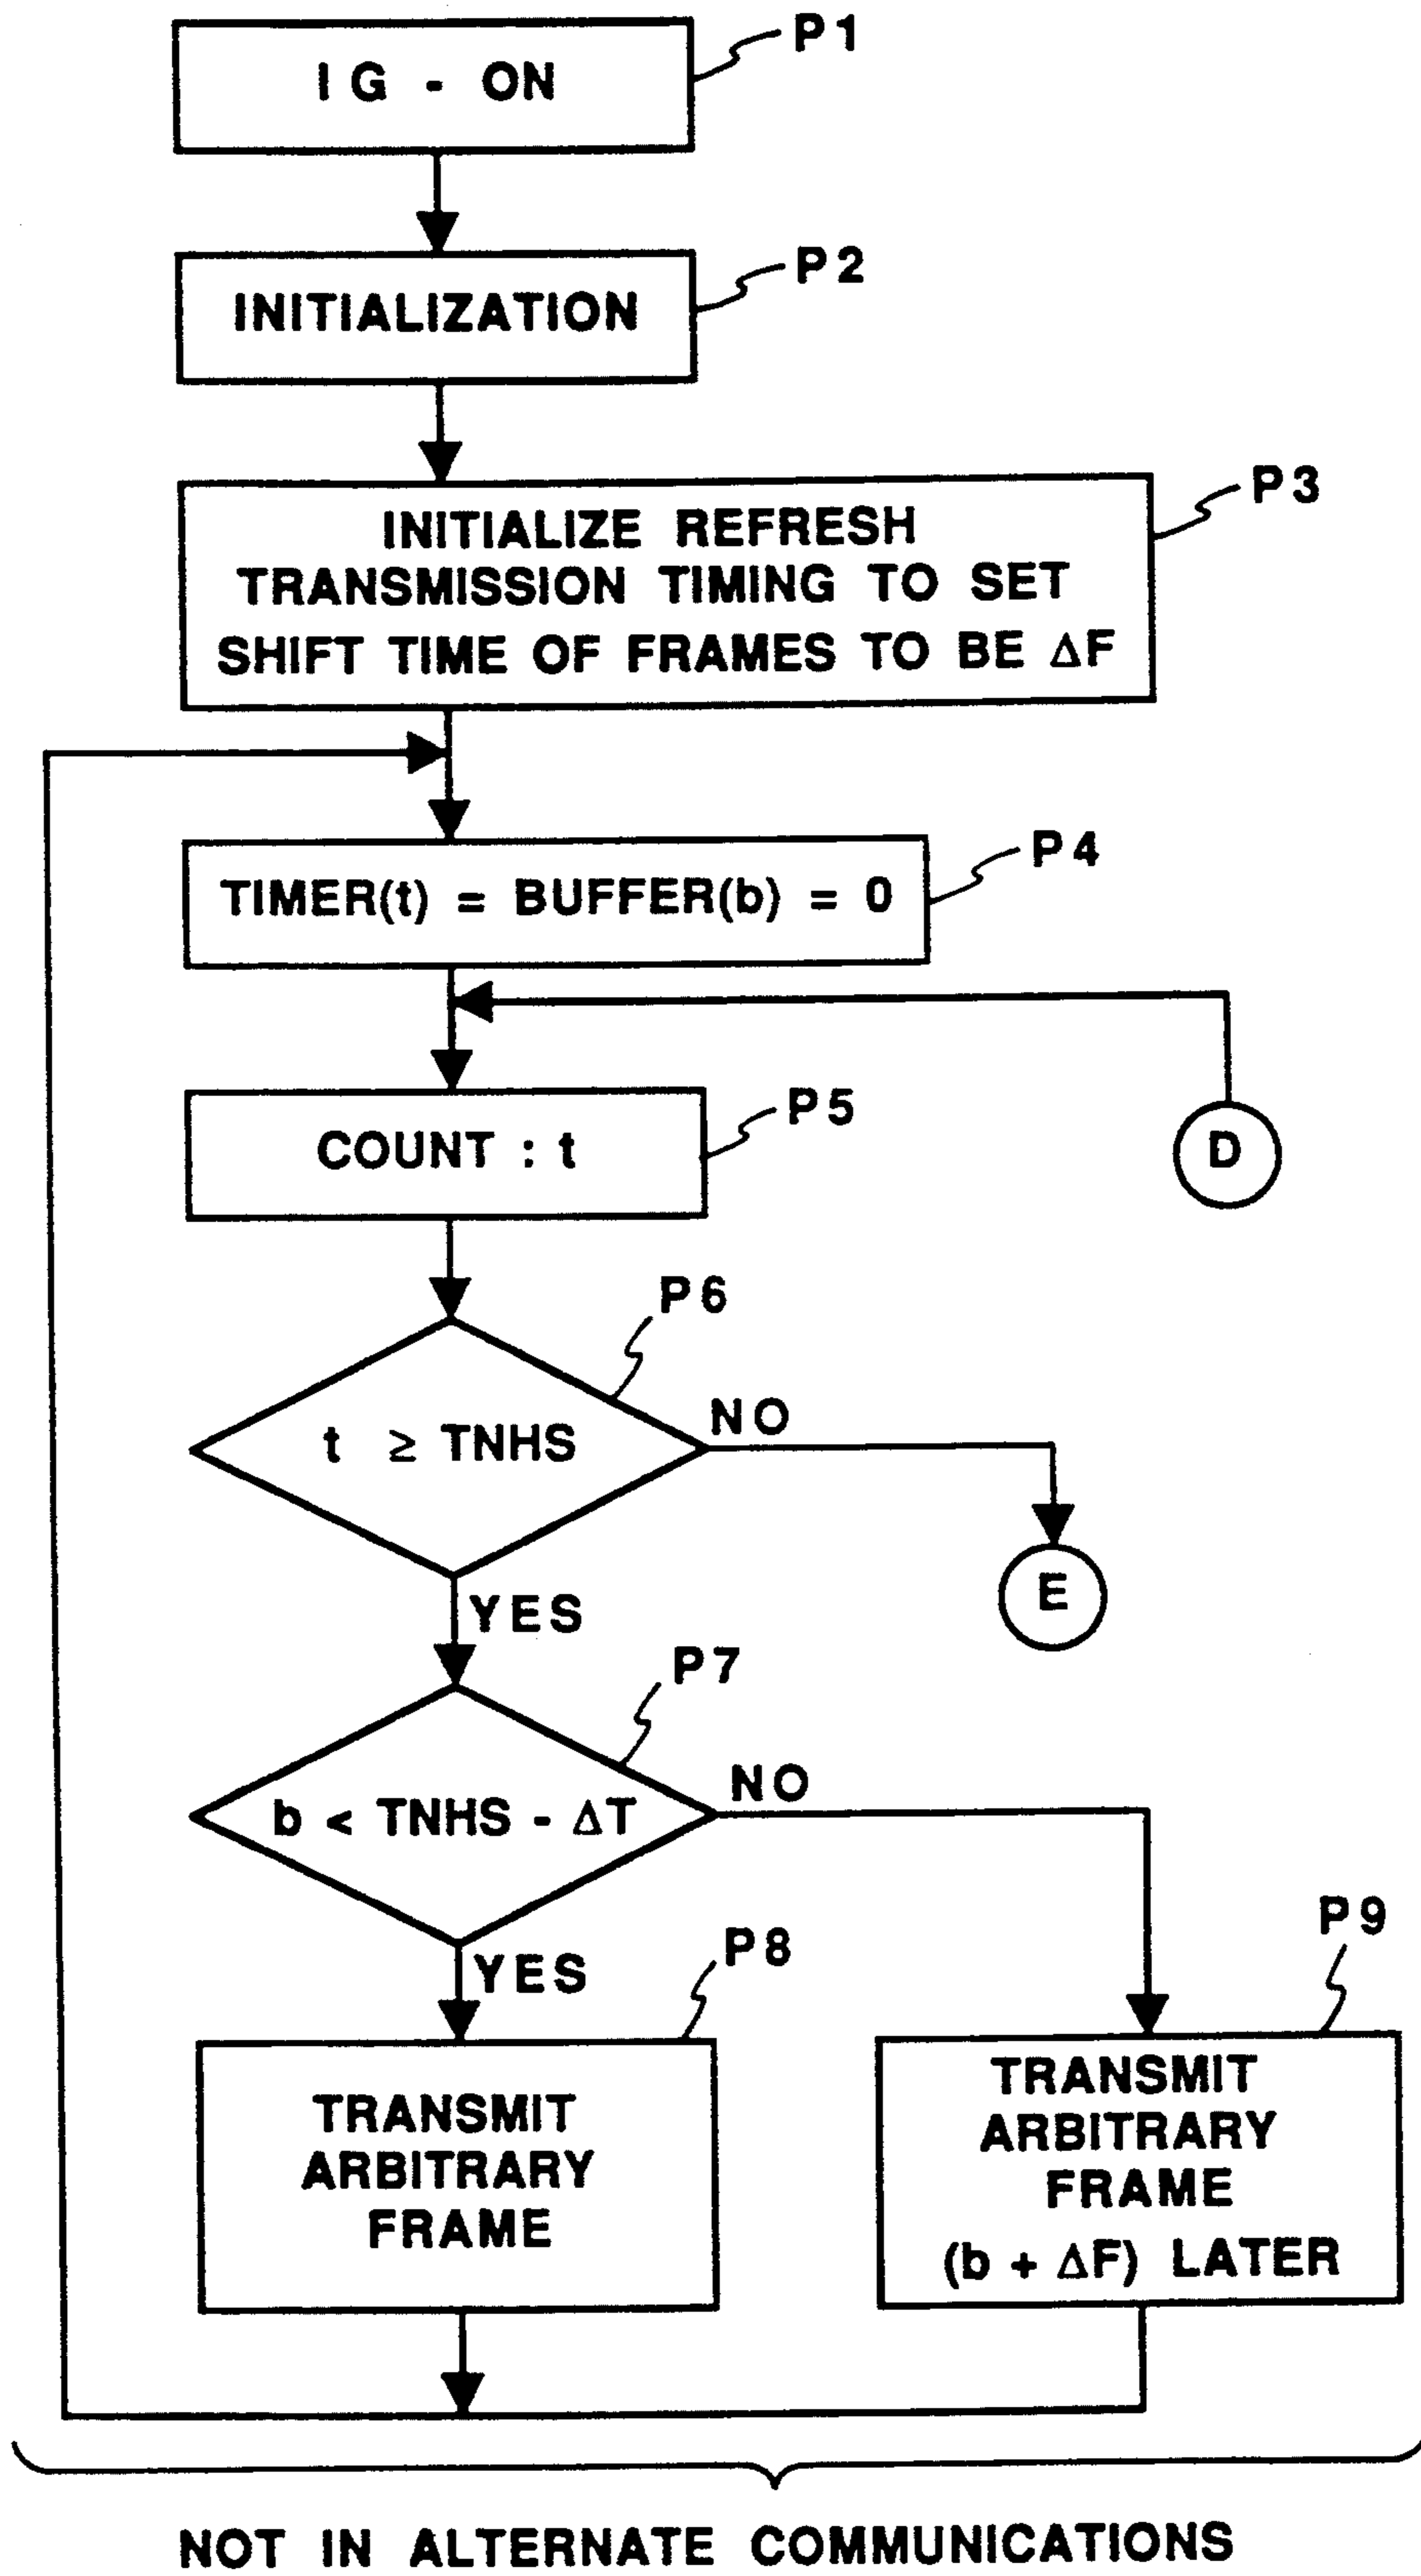 P1
IG - ON
P2
INITIALIZATION
P3
INITIALIZE REFRESH
TRANSMISSION TIMING TO SET
SHIFT TIME OF FRAMES TO BE ΔF
P4
TIMER(t) = BUFFER(b) = 0
P5
COUNT : t
D
P6
t ≥ TNHS
NO
E
YES
P7
b < TNHS - ΔT
NO
YES
P8
TRANSMIT
ARBITRARY
FRAME
P9
TRANSMIT
ARBITRARY
FRAME
(b + ΔF) LATER
NOT IN ALTERNATE COMMUNICATIONS